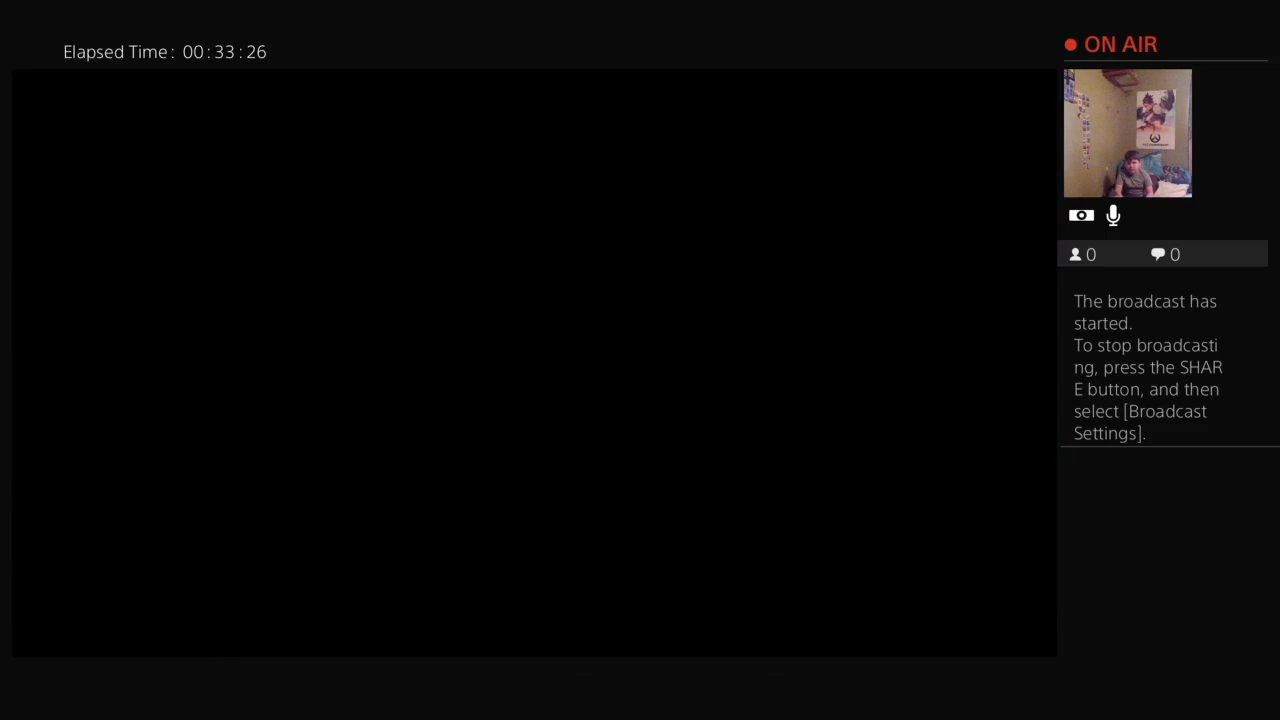 Elapsed Time: 00:33:26
ON AIR
0 0
The broadcast has
started.
To stop broadcasti
ng, press the SHAR
E button, and then
select [Broadcast
Settings].